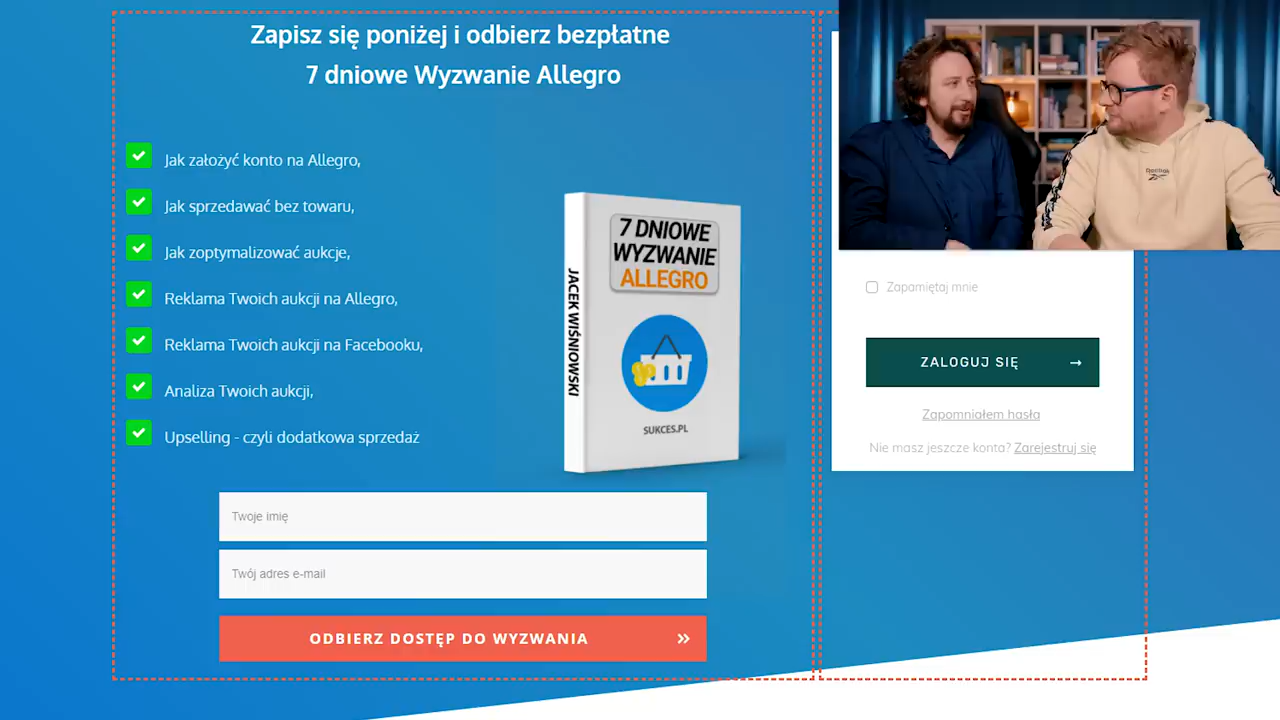 Zapisz się poniżej i odbierz bezpłatne
7 dniowe Wyzwanie Allegro
Jak założyć konto na Allegro,
Jak sprzedawać bez towaru,
Jak zoptymalizować aukcje,
Reklama Twoich aukcji na Allegro,
Reklama Twoich aukcji na Facebooku,
Analiza Twoich aukcji,
Upselling - czyli dodatkowa sprzedaż
JACEK WIŚNIOWSKI
7 DNIOWE
WYZWANIE
ALLEGRO
SUKCES.PL
Twoje imię
Twój adres e-mail
ODBIERZ DOSTĘP DO WYZWANIA
Reebok
Zapamiętaj mnie
ZALOGUJ SIĘ
Zapomniałem hasła
Nie masz jeszcze konta? Zarejestruj się